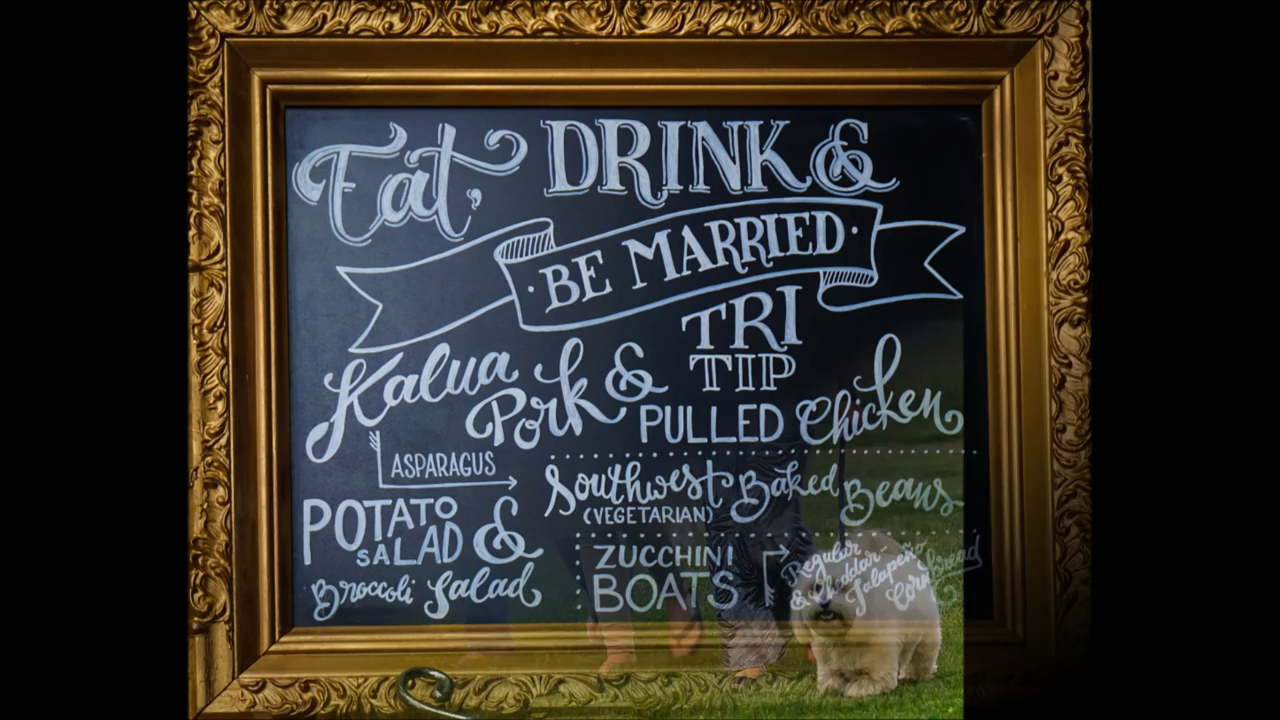 Eat, DRINK &
BE MARRIED
Kalua Pork & TRI TIP
PULLED Chicken
ASPARAGUS
POTATO SALAD &
Broccoli Salad
Southwest Baked Beans
(VEGETARIAN)
ZUCCHINI BOATS
Regular
& Cheddar
Jalapeño
Cornbread